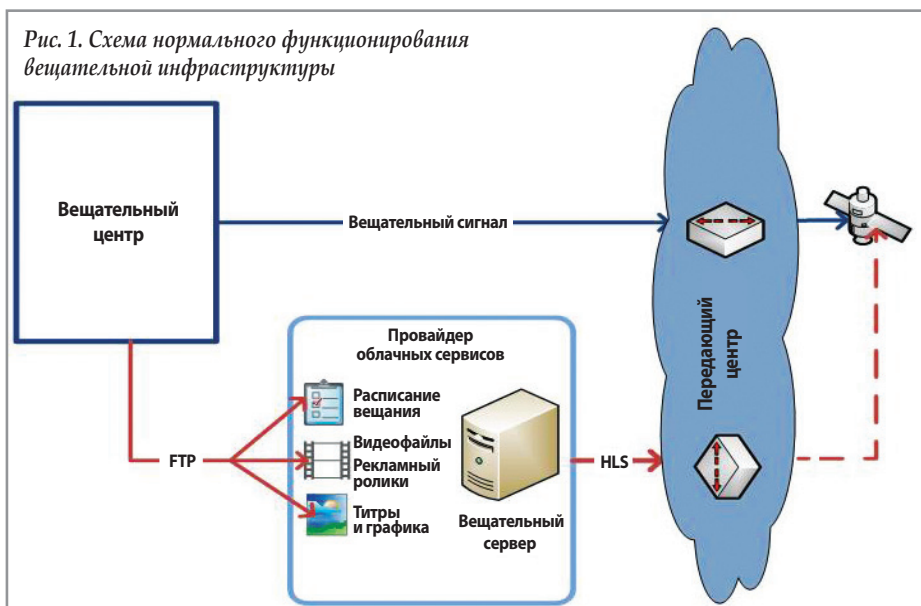 Рис. 1. Схема нормального функционирования
вещательной инфраструктуры
Вещательный
центр
Вещательный сигнал
Провайдер
облачных сервисов
Расписание
вещания
Видеофайлы
Рекламный
ролики
Титры
и графика
FTP
Вещательный
сервер
HLS
Передающий
центр